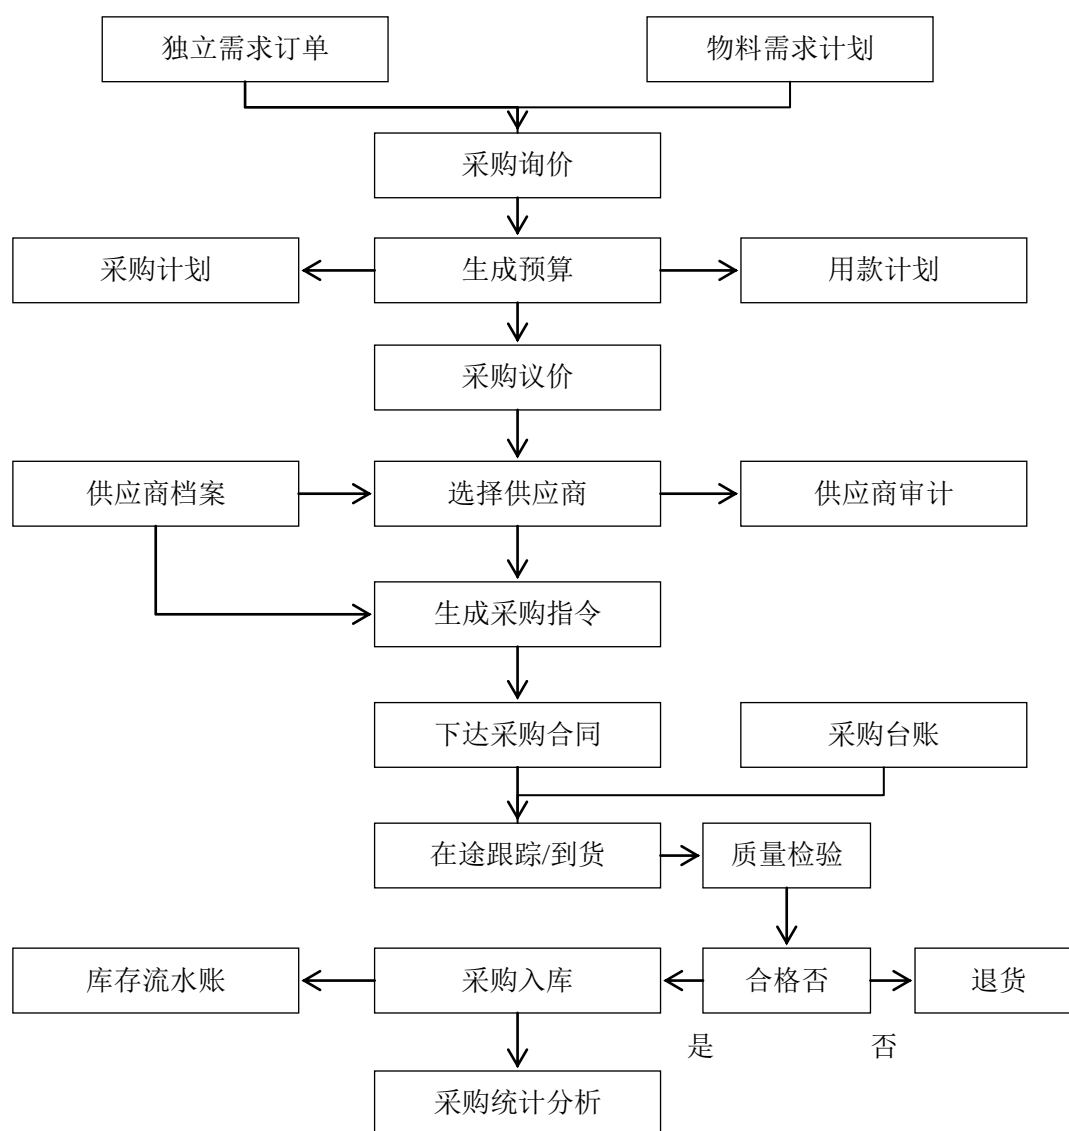 独立需求订单
物料需求计划
采购询价
采购计划
生成预算
用款计划
采购议价
供应商档案
选择供应商
供应商审计
生成采购指令
下达采购合同
采购台账
在途跟踪/到货
质量检验
库存流水账
采购入库
合格否
退货
是
否
采购统计分析